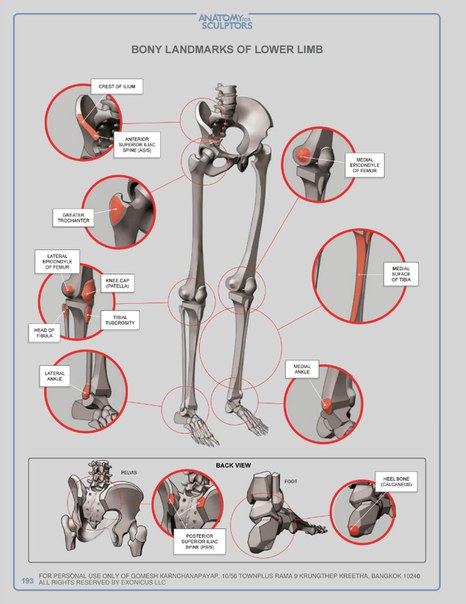 ANATOMY FOR
SCULPTORS
BONY LANDMARKS OF LOWER LIMB
CREST OF ILIUM
ANTERIOR
SUPERIOR ILIAC
SPINE (ASIS)
MEDIAL
EPICONDYLE
OF FEMUR
GREATER
TROCHANTER
LATERAL
EPICONDYLE
OF FEMUR
KNEE CAP
(PATELLA)
MEDIAL
SURFACE
OF TIBIA
HEAD OF
FIBULA
TIBIAL
TUBEROSITY
LATERAL
ANKLE
MEDIAL
ANKLE
BACK VIEW
PELVIS
FOOT
HEEL BONE
(CALCANEUS)
POSTERIOR
SUPERIOR ILIAC
SPINE (PSIS)
193
FOR PERSONAL USE ONLY OF GOMESH KARNCHANAPAYAP, 10/56 TOWNPLUS RAMA 9 KRUNGTHEP KREETHA, BANGKOK 10240
ALL RIGHTS RESERVED BY EXONICUS LLC